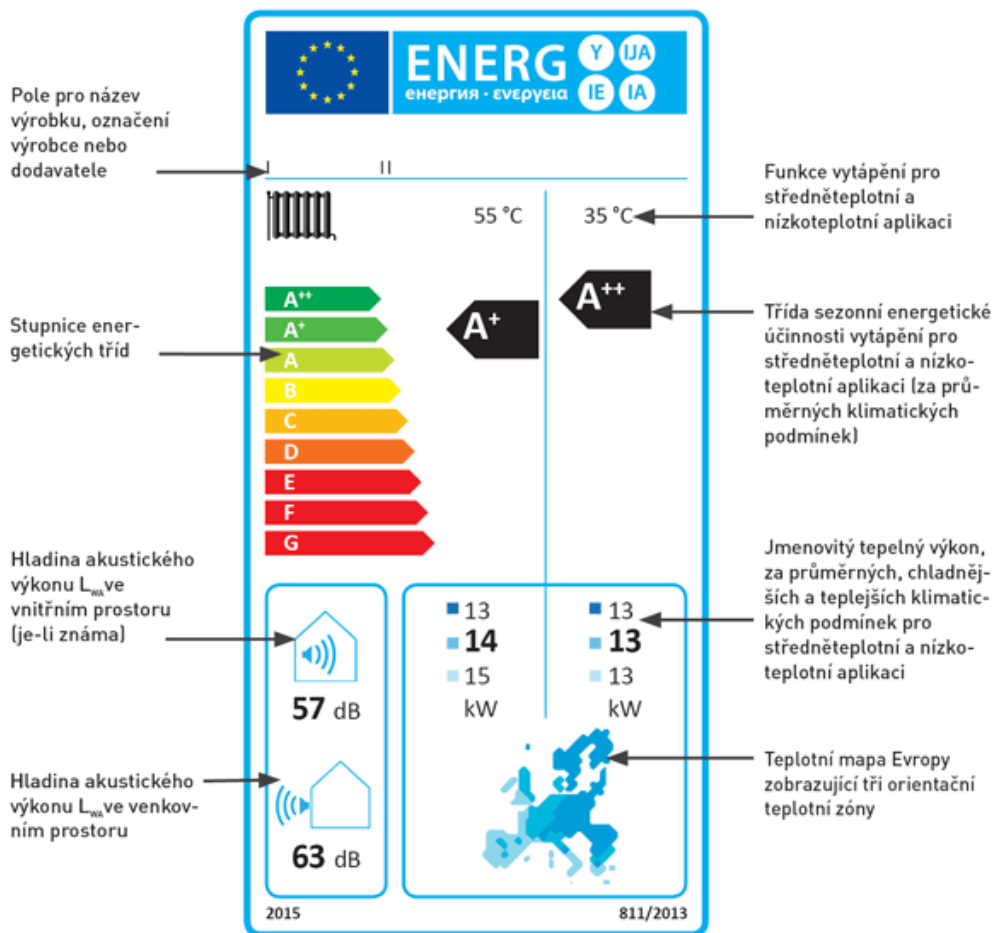 ENERG
Y IJA
IE IA
енергия · ενεργεια
Pole pro název
výrobku, označení
výrobce nebo
dodavatele
I II
55 °C 35 °C
Funkce vytápění pro
středněteplotní a
nízkoteplotní aplikaci
Stupnice ener-
getických tříd
A++
A+
A
B
C
D
E
F
G
A+
A++
Třída sezonní energetické
účinnosti vytápění pro
středněteplotní a nízko-
teplotní aplikaci (za prů-
měrných klimatických
podmínek)
Hladina akustického
výkonu LWA ve
vnitřním prostoru
(je-li známa)
57 dB
13
14
15
kW
13
13
13
kW
Jmenovitý tepelný výkon,
za průměrných, chladněj-
ších a teplejších klimatic-
kých podmínek pro
středněteplotní a nízko-
teplotní aplikaci
Hladina akustického
výkonu LWA ve venkov-
ním prostoru
63 dB
Teplotní mapa Evropy
zobrazující tři orientační
teplotní zóny
2015 811/2013